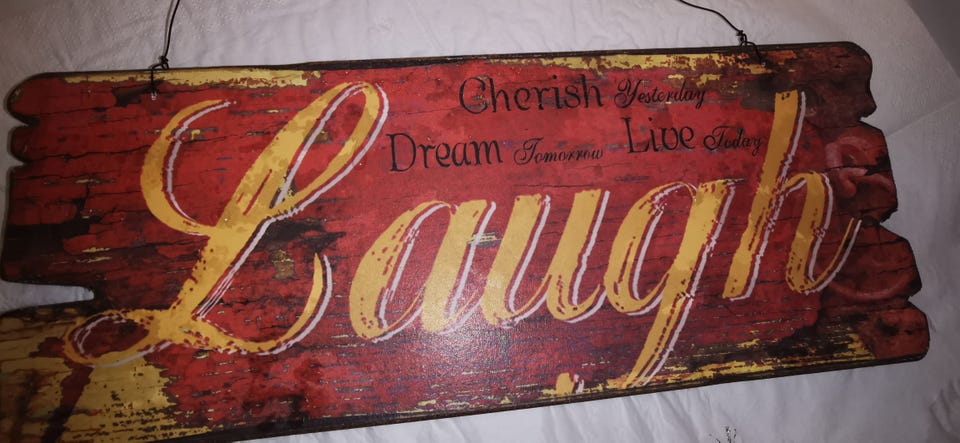 Cherish Yesterday
Dream Tomorrow Live Today
Laugh